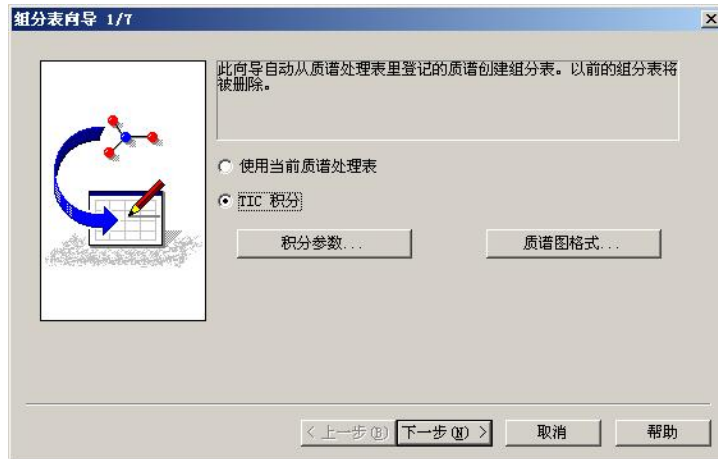 组分表向导 1/7
此向导自动从质谱处理表里登记的质谱创建组分表。以前的组分表将
被删除。
使用当前质谱处理表
TIC 积分
积分参数...
质谱图格式...
< 上一步(B)
下一步(N) >
取消
帮助